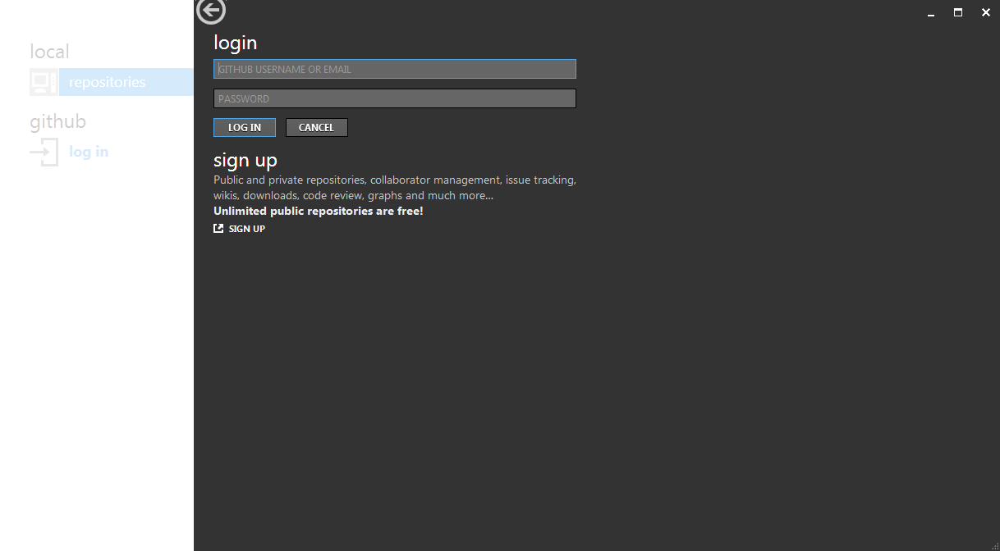 local
repositories
github
log in
login
GITHUB USERNAME OR EMAIL
PASSWORD
LOG IN
CANCEL
sign up
Public and private repositories, collaborator management, issue tracking,
wikis, downloads, code review, graphs and much more...
Unlimited public repositories are free!
SIGN UP